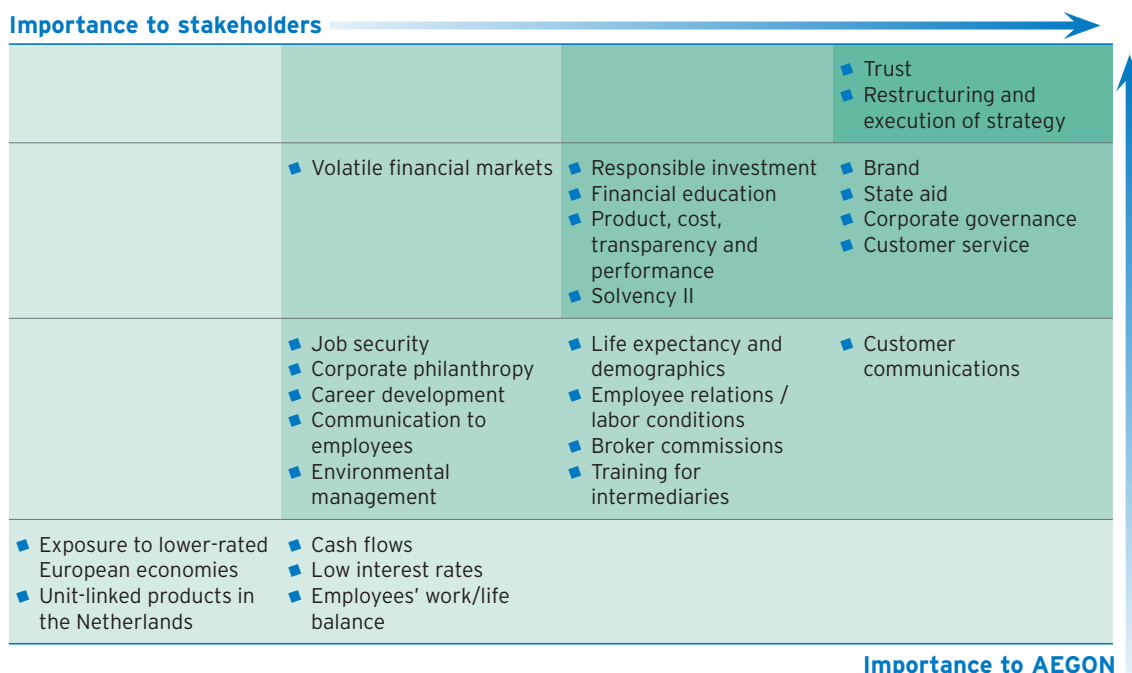 Importance to stakeholders
Trust
Restructuring and
execution of strategy
Volatile financial markets
Responsible investment
Financial education
Product, cost,
transparency and
performance
Solvency II
Brand
State aid
Corporate governance
Customer service
Job security
Corporate philanthropy
Career development
Communication to
employees
Environmental
management
Life expectancy and
demographics
Employee relations /
labor conditions
Broker commissions
Training for
intermediaries
Customer
communications
Exposure to lower-rated
European economies
Unit-linked products in
the Netherlands
Cash flows
Low interest rates
Employees’ work/life
balance
Importance to AEGON